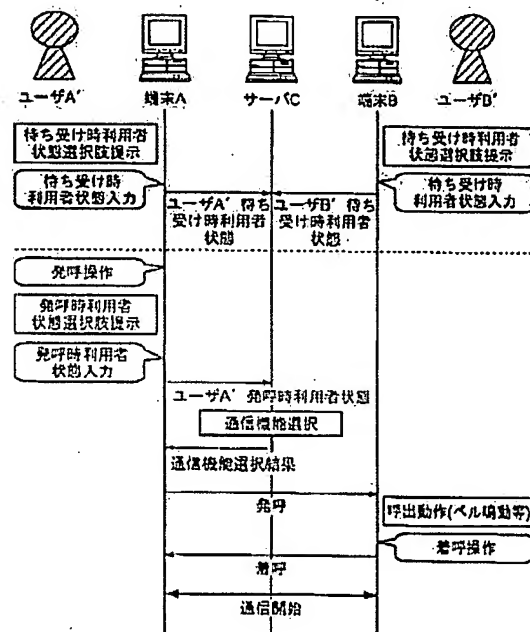 ユーザA' 端末A サーバC 端末B ユーザB'
待ち受け時利用者
状態選択肢提示
待ち受け時利用者
状態選択肢提示
待ち受け時
利用者状態入力
待ち受け時
利用者状態入力
ユーザA' 待ち
受け時利用者
状態
ユーザB' 待ち
受け時利用者
状態
発呼操作
発呼時利用者
状態選択肢提示
発呼時利用者
状態入力
ユーザA' 発呼時利用者状態
通信機能選択
通信機能選択結果
発呼
呼出動作(ベル鳴動等)
着呼操作
着呼
通信開始